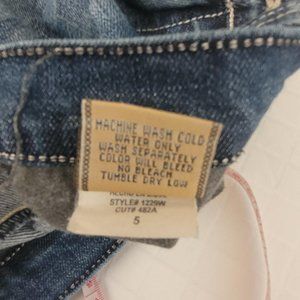 MACHINE WASH COLD
WATER ONLY
WASH SEPARATELY
COLOR WILL BLEED
NO BLEACH
TUMBLE DRY LOW
STYLE# 1229W
CUT# 482A
5